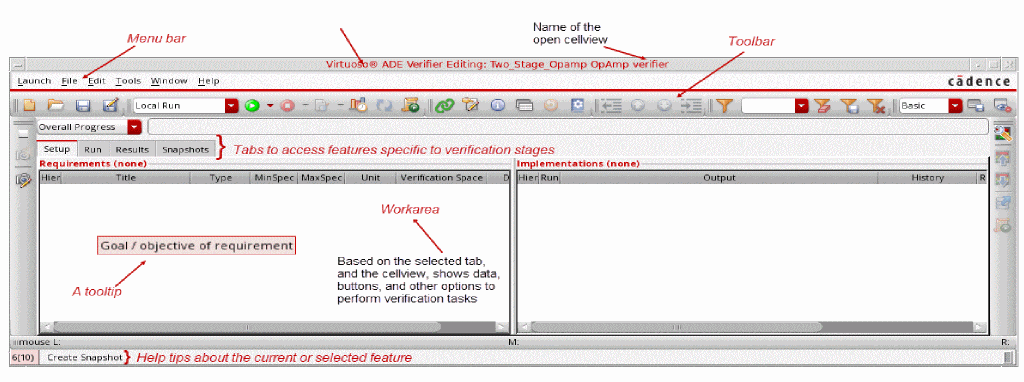 Name of the
open cellview
Menu bar
Toolbar
Virtuoso® ADE Verifier Editing: Two_Stage_Opamp OpAmp verifier
Launch File Edit Tools Window Help
cādence
Local Run
Basic
Overall Progress
Setup Run Results Snapshots
Tabs to access features specific to verification stages
Requirements (none)
Implementations (none)
Hier Title Type MinSpec MaxSpec Unit Verification Space D
Hier Run Output History R
Workarea
Goal / objective of requirement
Based on the selected tab,
and the cellview, shows data,
buttons, and other options to
perform verification tasks
A tooltip
mouse L: M: R:
6(10) Create Snapshot Help tips about the current or selected feature